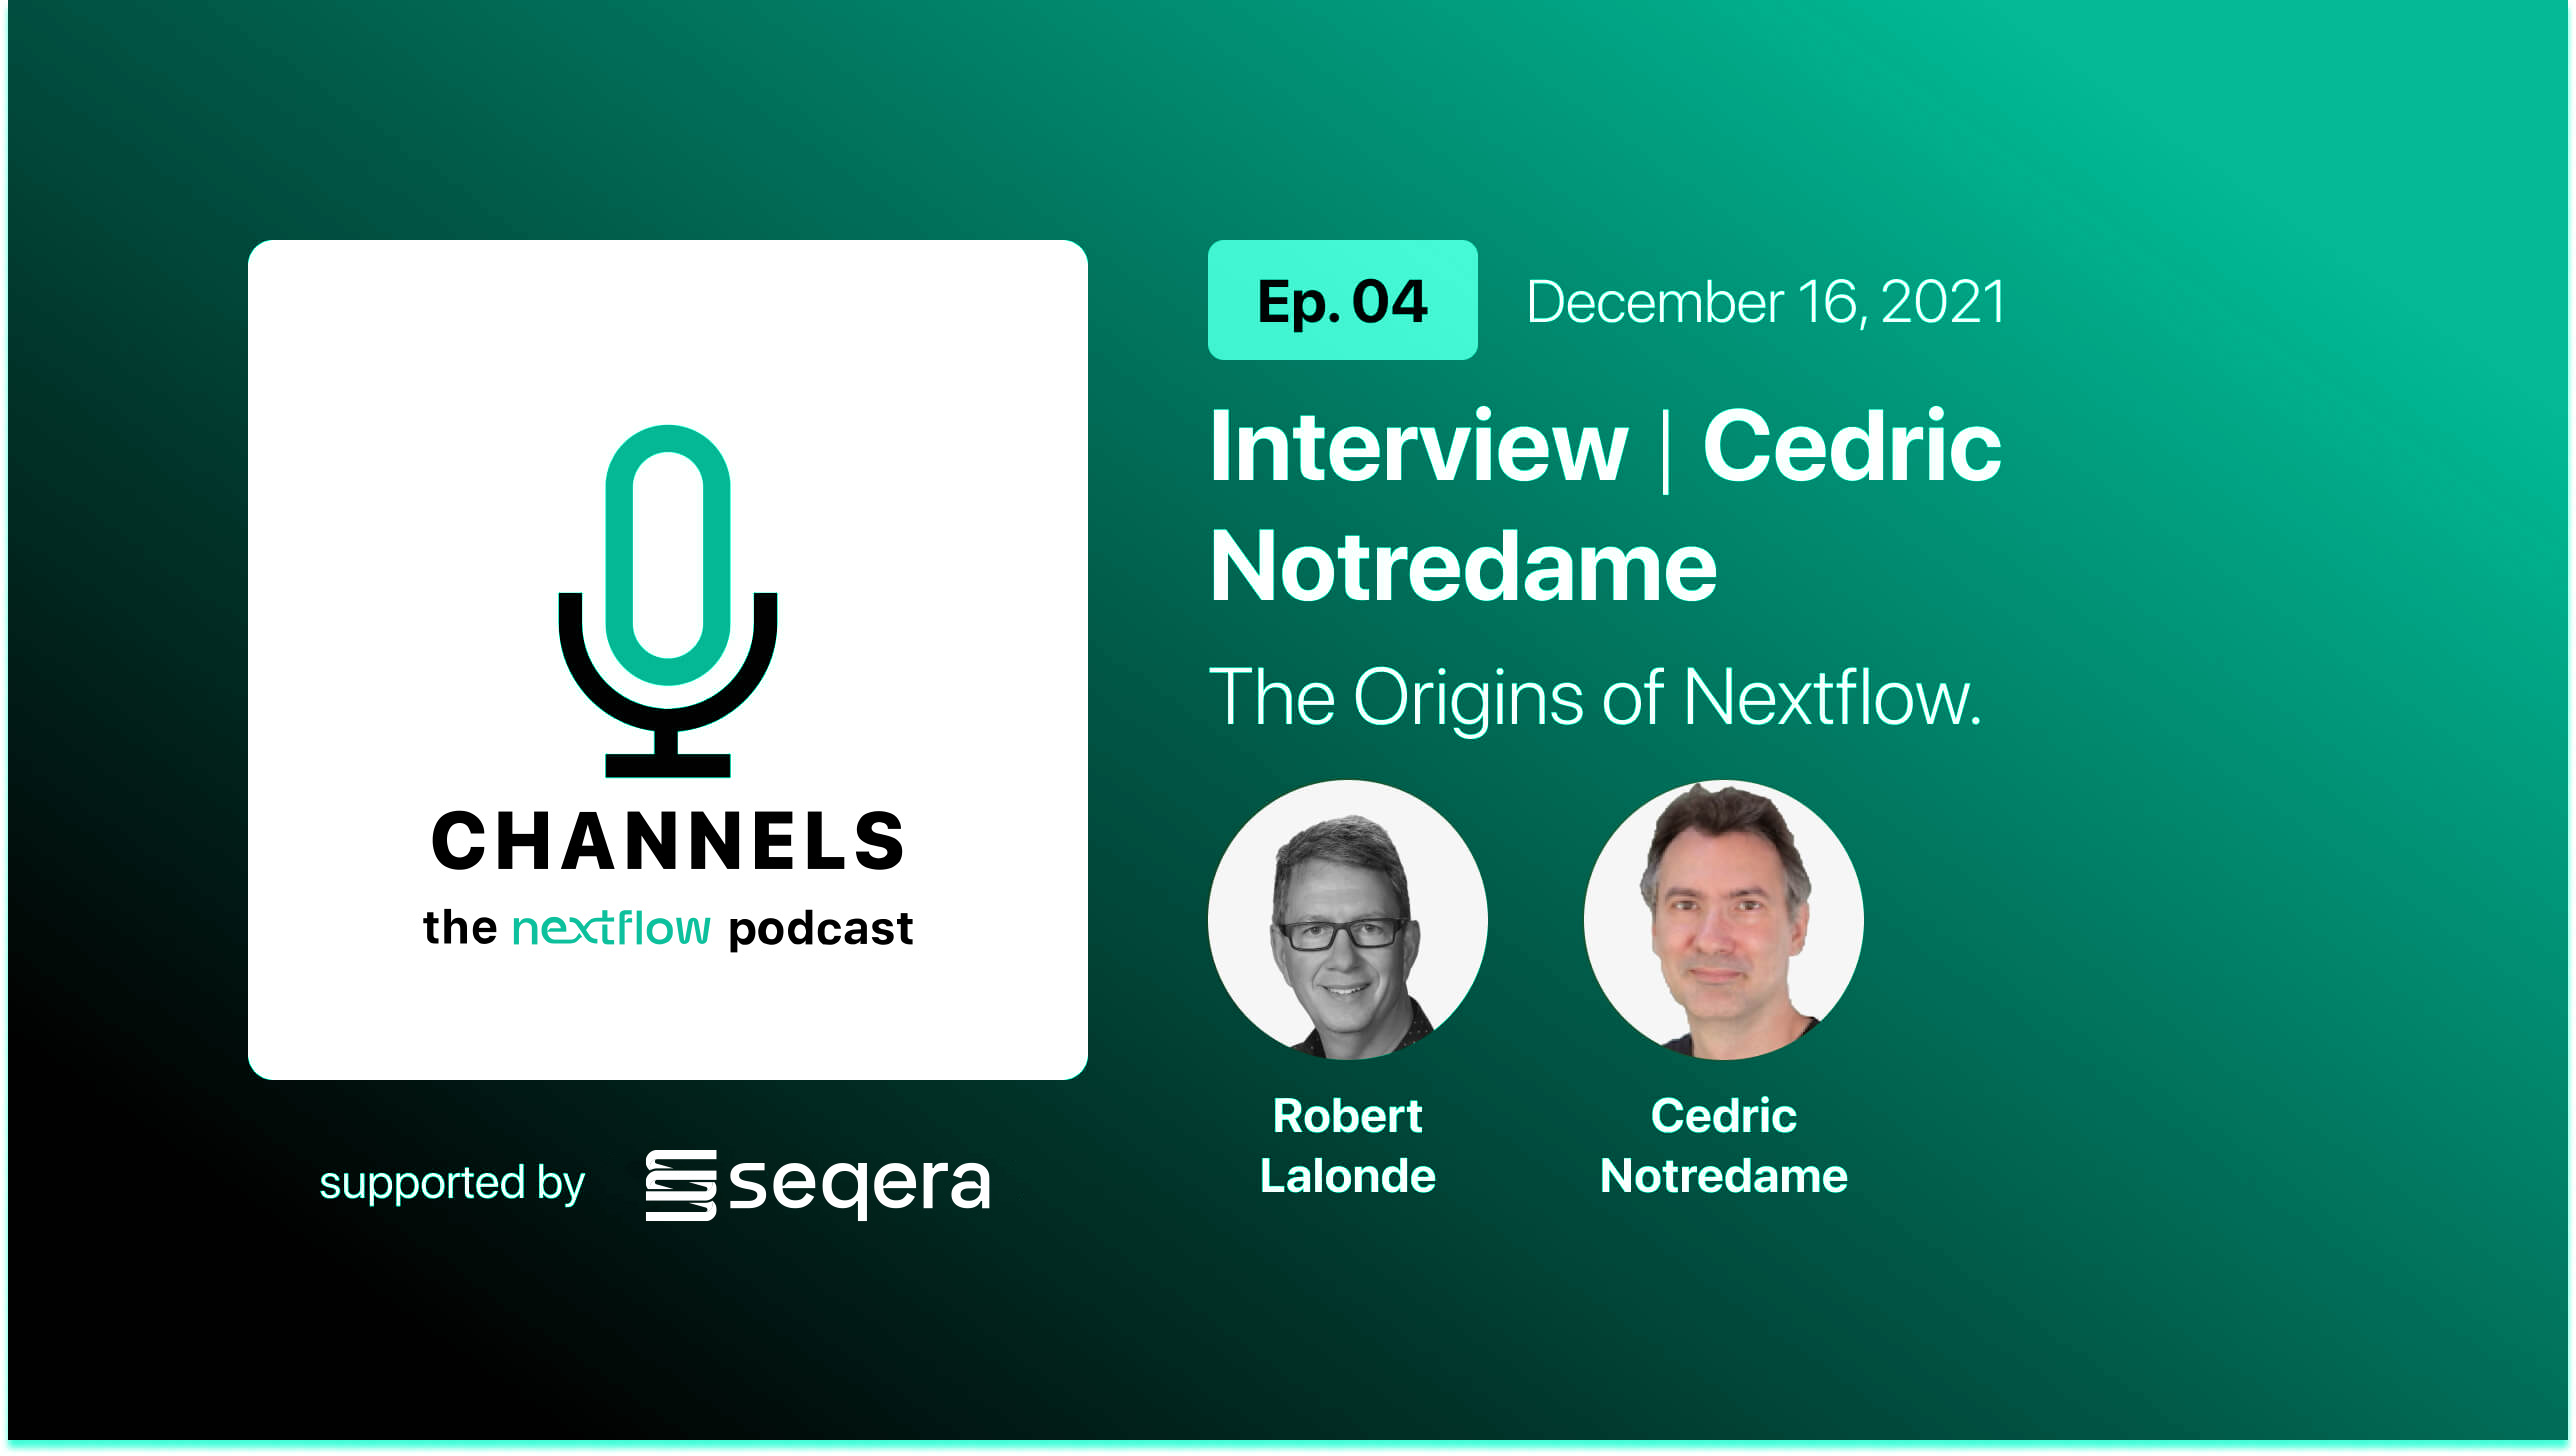 CHANNELS
the nextflow podcast
supported by seqera
Ep. 04 December 16, 2021
Interview | Cedric
Notredame
The Origins of Nextflow.
Robert
Lalonde
Cedric
Notredame